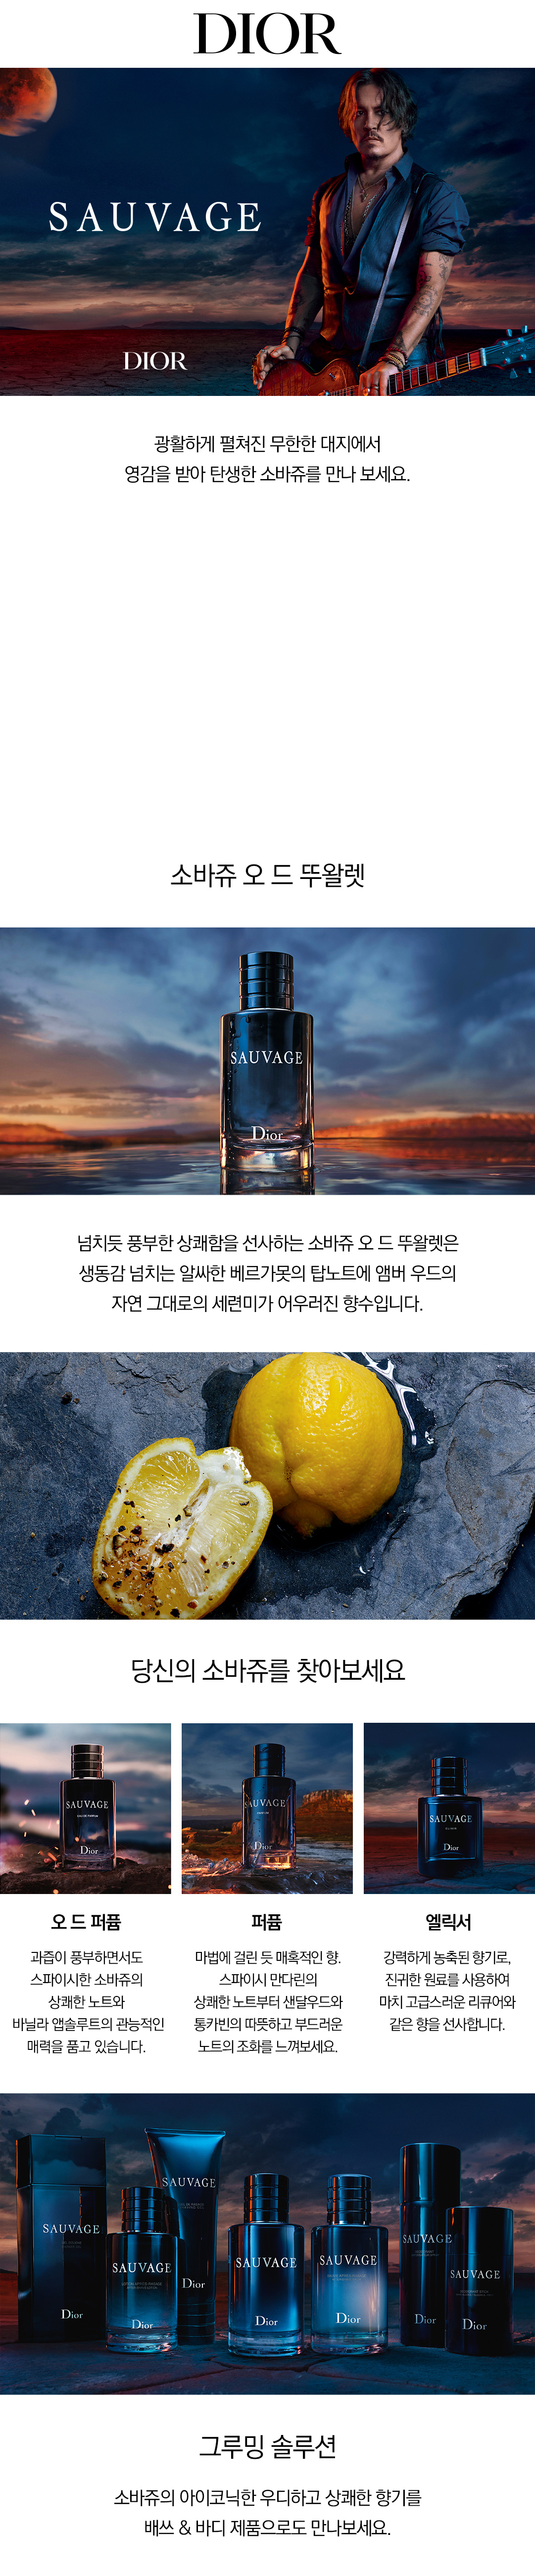 DIOR
SAUVAGE
DIOR
광활하게 펼쳐진 무한한 대지에서
영감을 받아 탄생한 소바쥬를 만나 보세요.
소바쥬 오 드 뚜왈렛
SAUVAGE
Dior
넘치듯 풍부한 상쾌함을 선사하는 소바쥬 오 드 뚜왈렛은
생동감 넘치는 알싸한 베르가못의 탑노트에 앰버 우드의
자연 그대로의 세련미가 어우러진 향수입니다.
당신의 소바쥬를 찾아보세요
SAUVAGE
EAU DE PARFUM
Dior
오 드 퍼퓸
과즙이 풍부하면서도
스파이시한 소바쥬의
상쾌한 노트와
바닐라 앱솔루트의 관능적인
매력을 품고 있습니다.
SAUVAGE
PARFUM
Dior
퍼퓸
마법에 걸린 듯 매혹적인 향.
스파이시 만다린의
상쾌한 노트부터 샌달우드와
통카빈의 따뜻하고 부드러운
노트의 조화를 느껴보세요.
SAUVAGE
ELIXIR
Dior
엘릭서
강력하게 농축된 향기로,
진귀한 원료를 사용하여
마치 고급스러운 리큐어와
같은 향을 선사합니다.
SAUVAGE
Dior
SAUVAGE
Dior
SAUVAGE
Dior
SAUVAGE
Dior
SAUVAGE
Dior
SAUVAGE
Dior
SAUVAGE
Dior
그루밍 솔루션
소바쥬의 아이코닉한 우디하고 상쾌한 향기를
배쓰 & 바디 제품으로도 만나보세요.